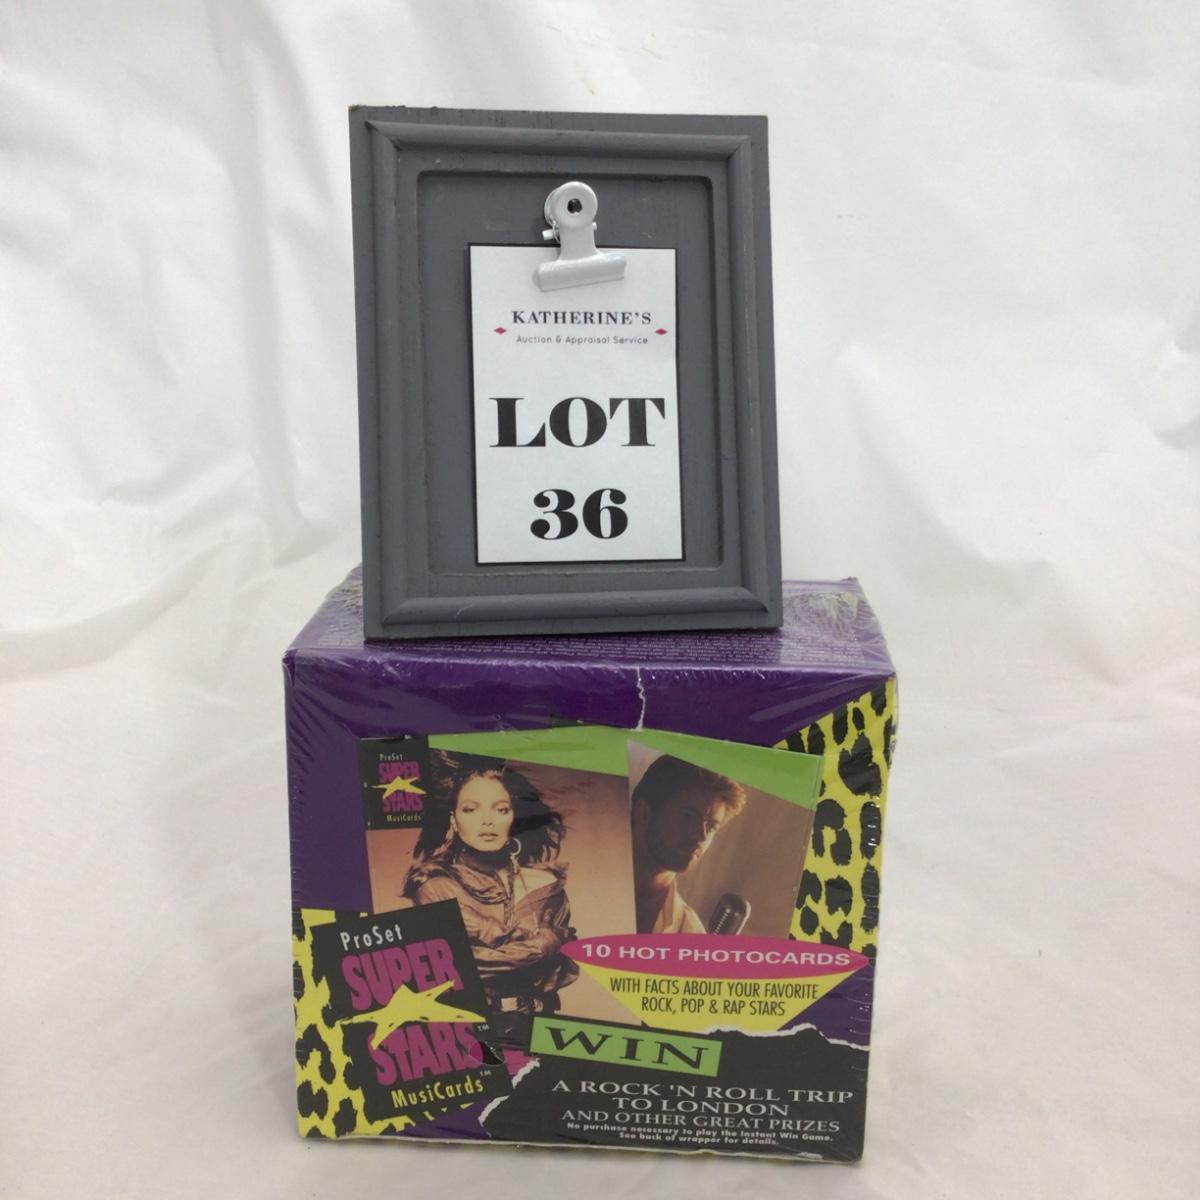 KATHERINE'S
Auction & Appraisal Service
LOT
36
ProSet
SUPER
STARS
MusiCards
ProSet
SUPER
STARS™
MusiCards™
10 HOT PHOTOCARDS
WITH FACTS ABOUT YOUR FAVORITE
ROCK, POP & RAP STARS
WIN
A ROCK 'N ROLL TRIP
TO LONDON
AND OTHER GREAT PRIZES
No purchase necessary to play the Instant Win Game.
See back of wrapper for details.